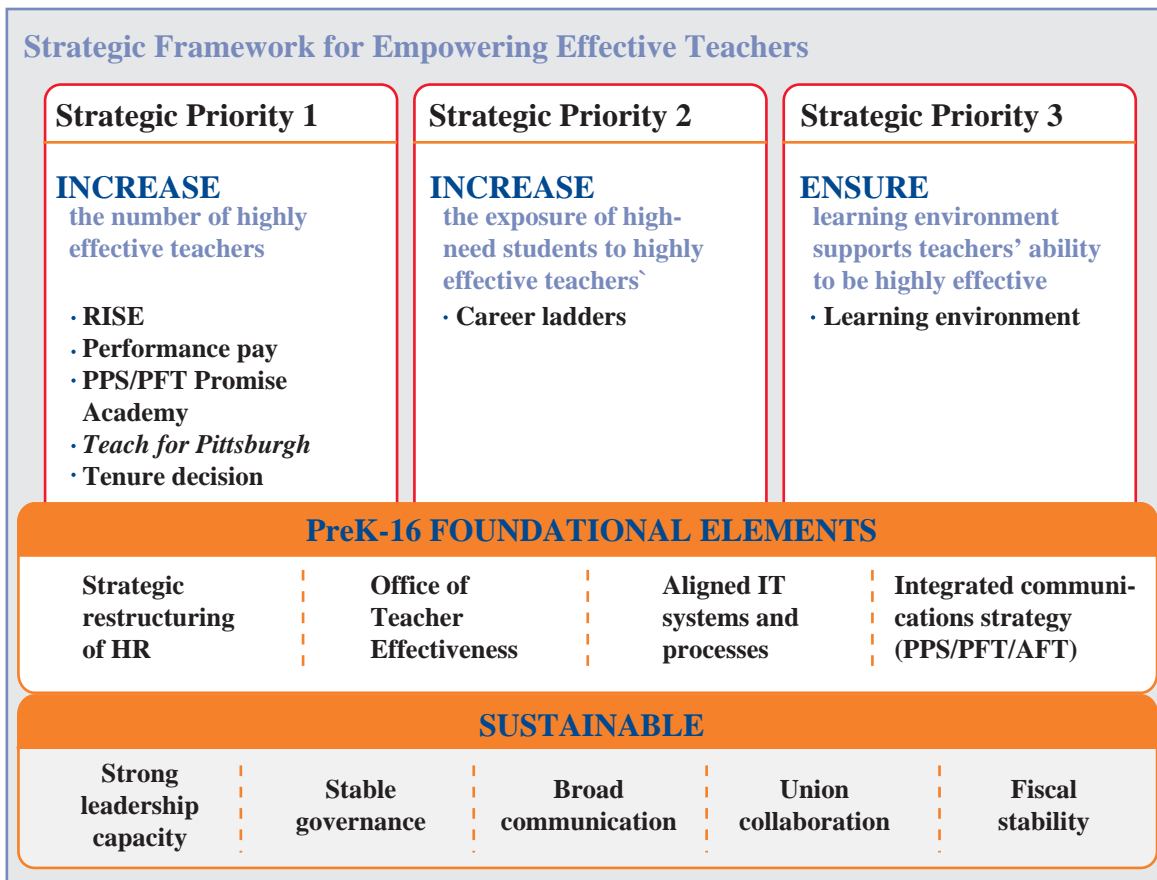 Strategic Framework for Empowering Effective Teachers
Strategic Priority 1
INCREASE
the number of highly
effective teachers
· RISE
· Performance pay
· PPS/PFT Promise
Academy
· Teach for Pittsburgh
· Tenure decision
Strategic Priority 2
INCREASE
the exposure of high-
need students to highly
effective teachers`
· Career ladders
Strategic Priority 3
ENSURE
learning environment
supports teachers’ ability
to be highly effective
· Learning environment
PreK-16 FOUNDATIONAL ELEMENTS
Strategic
restructuring
of HR
Office of
Teacher
Effectiveness
Aligned IT
systems and
processes
Integrated communi-
cations strategy
(PPS/PFT/AFT)
SUSTAINABLE
Strong
leadership
capacity
Stable
governance
Broad
communication
Union
collaboration
Fiscal
stability